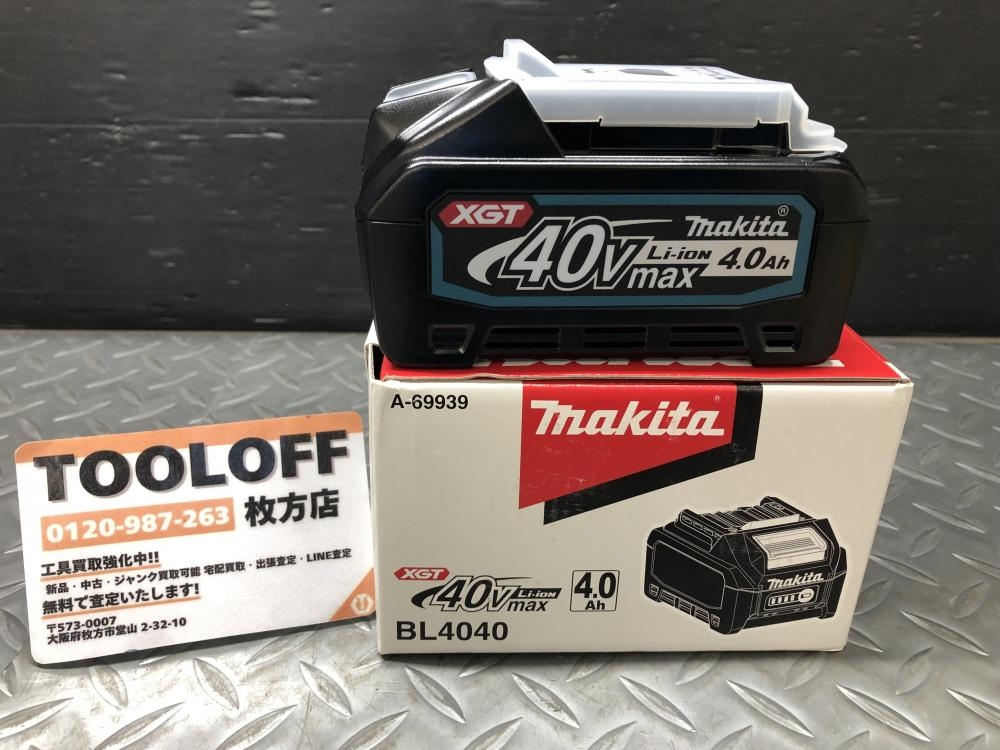 XGT
makita®
40Vmax Li-ion 4.0Ah
A-69939
makita®
XGT
40Vmax Li-ion 4.0 Ah
BL4040
makita
TOOLOFF
0120-987-263 枚方店
工具買取強化中!!
新品・中古・ジャンク買取可能 宅配買取・出張査定・LINE査定
無料で査定いたします!
〒573-0007
大阪府枚方市堂山 2-32-10